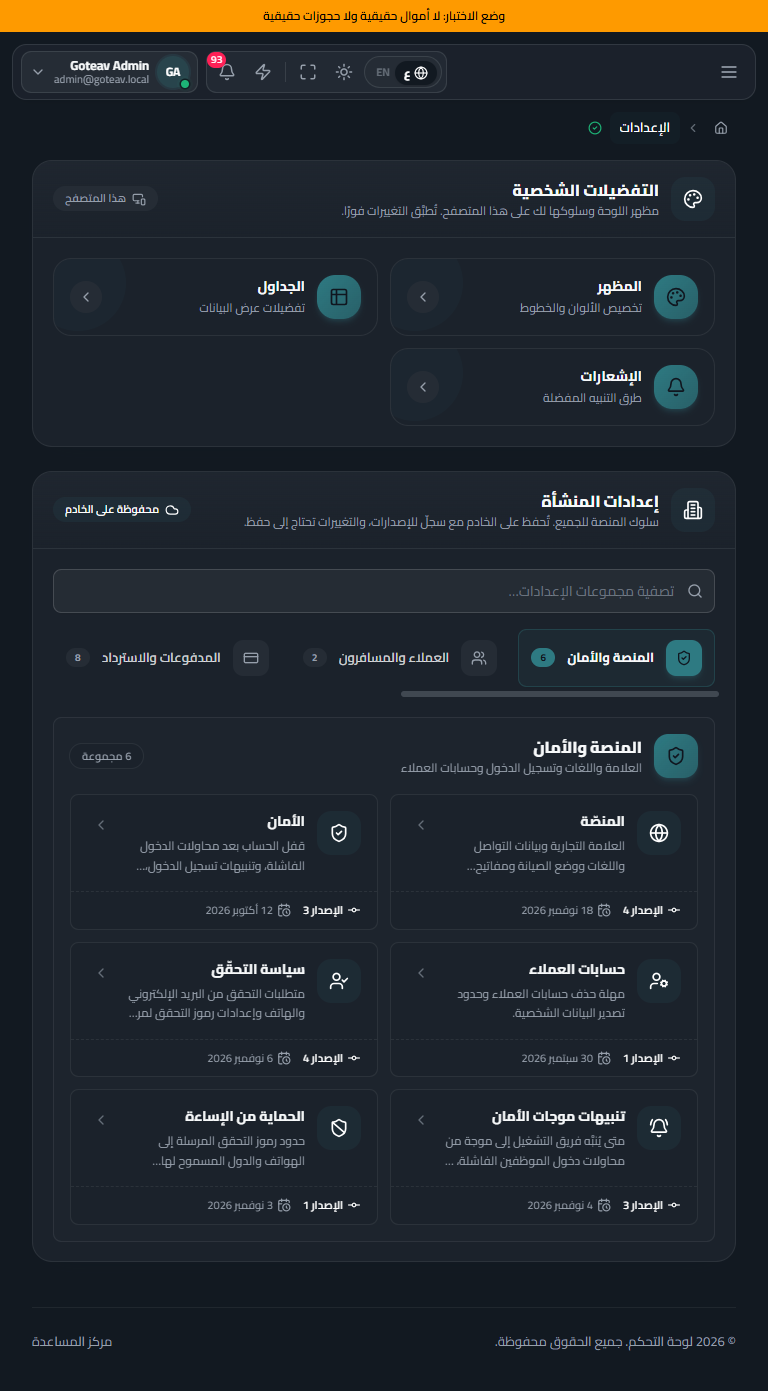 وضع الاختبار: لا أموال حقيقية ولا حجوزات حقيقية
ع EN
93
GA
Goteav Admin
admin@goteav.local
الإعدادات
التفضيلات الشخصية
مظهر اللوحة وسلوكها لك على هذا المتصفح. تُطبَّق التغييرات فورًا.
هذا المتصفح
المظهر
تخصيص الألوان والخطوط
الجداول
تفضيلات عرض البيانات
الإشعارات
طرق التنبيه المفضلة
إعدادات المنشأة
سلوك المنصة للجميع. تُحفظ على الخادم مع سجلّ للإصدارات، والتغييرات تحتاج إلى حفظ.
محفوظة على الخادم
تصفية مجموعات الإعدادات...
المنصة والأمان 6
العملاء والمسافرون 2
المدفوعات والاسترداد 8
المنصة والأمان
العلامة واللغات وتسجيل الدخول وحسابات العملاء
6 مجموعة
المنصّة
العلامة التجارية وبيانات التواصل
واللغات ووضع الصيانة ومفاتيح...
الإصدار 4
18 نوفمبر 2026
الأمان
قفل الحساب بعد محاولات الدخول
الفاشلة، وتنبيهات تسجيل الدخول،...
الإصدار 3
12 أكتوبر 2026
حسابات العملاء
مهلة حذف حسابات العملاء وحدود
تصدير البيانات الشخصية.
الإصدار 1
30 سبتمبر 2026
سياسة التحقّق
متطلبات التحقق من البريد الإلكتروني
والهاتف وإعدادات رموز التحقق لمر...
الإصدار 4
6 نوفمبر 2026
تنبيهات موجات الأمان
متى يُنبَّه فريق التشغيل إلى موجة من
محاولات دخول الموظفين الفاشلة، ...
الإصدار 3
4 نوفمبر 2026
الحماية من الإساءة
حدود رموز التحقق المرسلة إلى
الهواتف والدول المسموح لها...
الإصدار 1
3 نوفمبر 2026
© 2026 لوحة التحكم. جميع الحقوق محفوظة.
مركز المساعدة